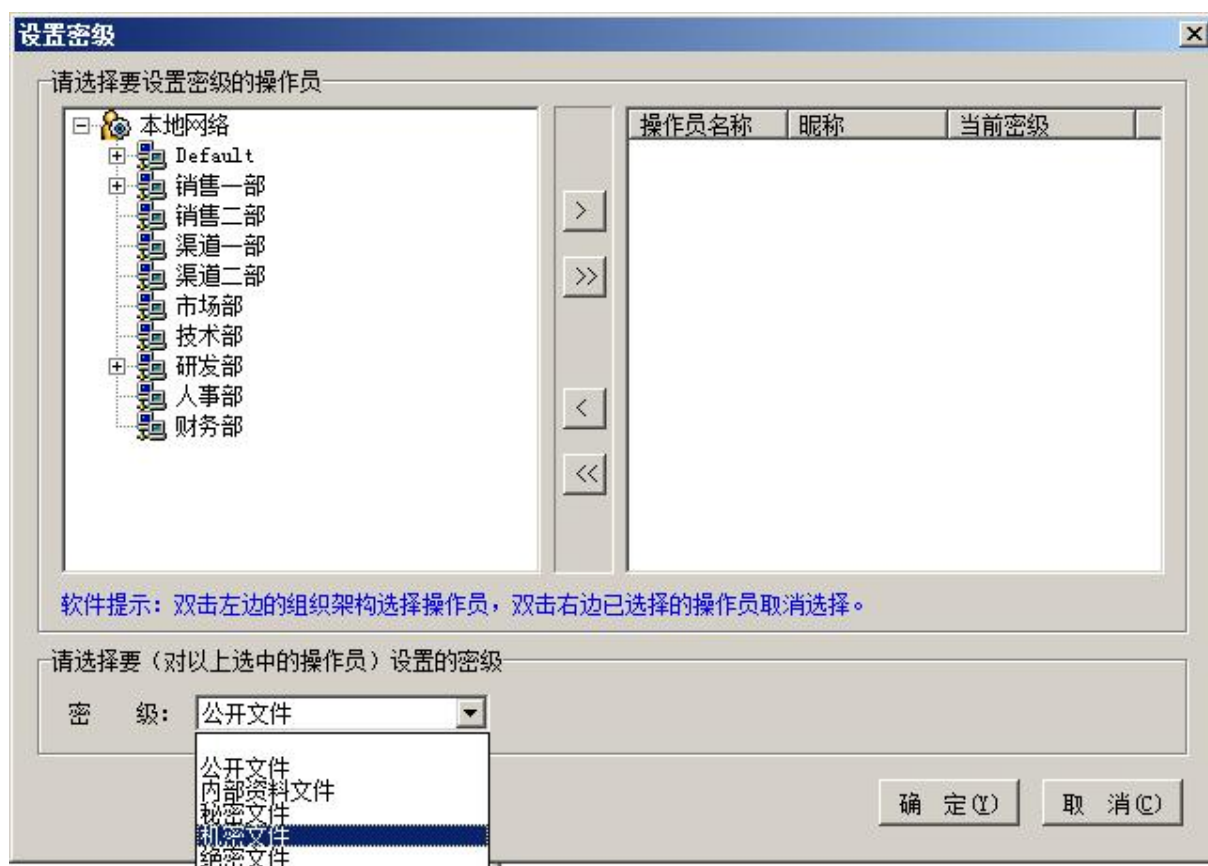 设置密级
请选择要设置密级的操作员
本地网络
Default
销售一部
销售二部
渠道一部
渠道二部
市场部
技术部
研发部
人事部
财务部
>
>>
<
<<
操作员名称 昵称 当前密级
软件提示：双击左边的组织架构选择操作员，双击右边已选择的操作员取消选择。
请选择要（对以上选中的操作员）设置的密级
密 级： 公开文件
公开文件
内部资料文件
秘密文件
机密文件
绝密文件
确 定(Y) 取 消(C)